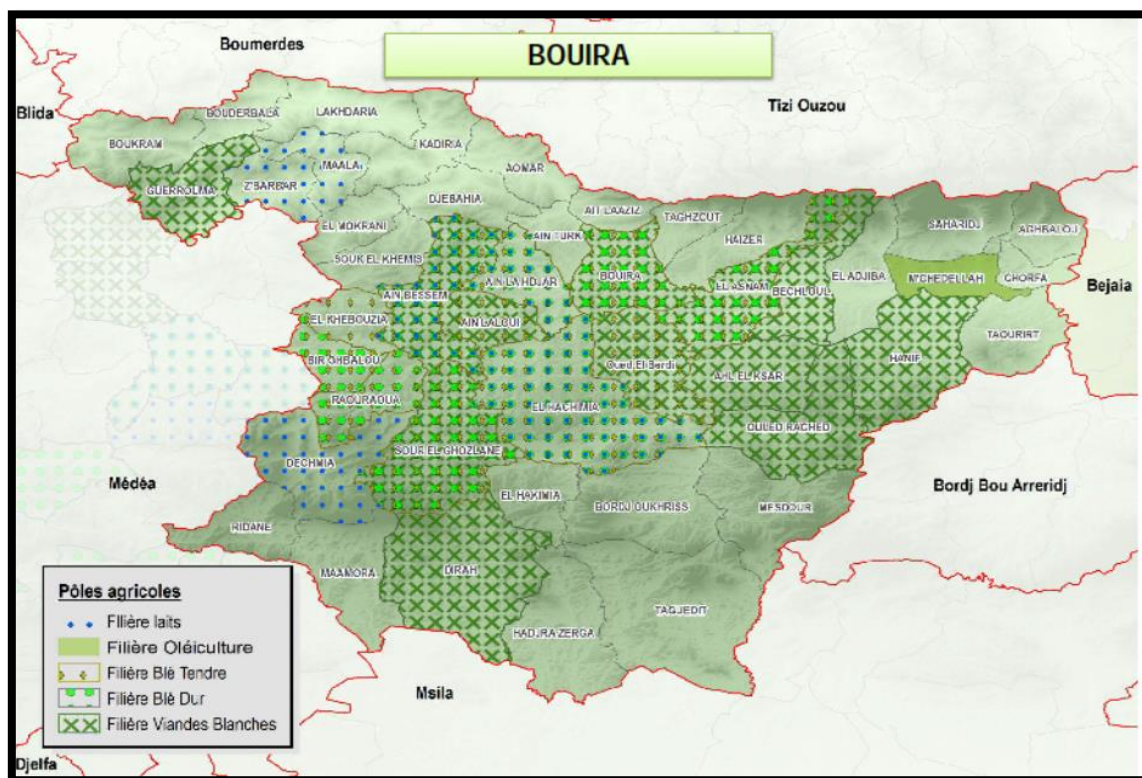 BOUIRA
Boumerdes
Blida
Tizi Ouzou
BOUDERBALA
LAKHDARIA
BOUKRAM
KADIRIA
MAALA
AOMAR
GUERROLMA
Z'BARBAR
DJEBAHIA
AIT LAAZIZ
TAGHZOUT
SAHARIDJ
EL MOKRANI
AIN TURK
HAIZER
AGHBALOJ
SOUK EL KHEMIS
BOUIRA
EL ADJIBA
M'CHEDELLAH
CHORFA
Bejaia
AIN BESSEM
AIN LAHDJAR
EL ASNAM
BECHLOUL
EL KHEBOUZIA
AIN LALOUI
TAOURIRT
BIR GHBALOU
Oued El Berdi
HANIF
RAOURAOUA
AHL EL KSAR
EL HACHIMIA
OULED RACHED
SOUR EL GHOZLANE
DECHMIA
Médéa
EL HAKIMIA
BORDJ OUKHRISS
MESDOUR
Bordj Bou Arreridj
RIDANE
MAAMORA
DIRAH
TAGJEDIT
HADJRA ZERGA
Msila
Djelfa
Pôles agricoles
FIlière laits
Filière Oléiculture
Filière Blé Tendre
Filière Blé Dur
Filière Viandes Blanches